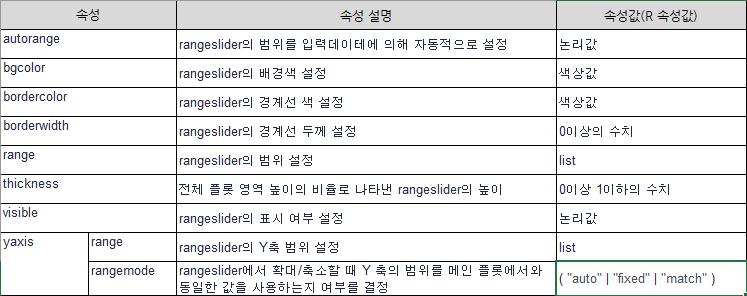 속성 속성 설명 속성값(R 속성값)
autorange rangeslider의 범위를 입력데이테에 의해 자동적으로 설정 논리값
bgcolor rangeslider의 배경색 설정 색상값
bordercolor rangeslider의 경계선 색 설정 색상값
borderwidth rangeslider의 경계선 두께 설정 0이상의 수치
range rangeslider의 범위 설정 list
thickness 전체 플롯 영역 높이의 비율로 나타낸 rangeslider의 높이 0이상 1이하의 수치
visible rangeslider의 표시 여부 설정 논리값
yaxis range rangeslider의 Y축 범위 설정 list
rangemode rangeslider에서 확대/축소할 때 Y 축의 범위를 메인 플롯에서와 ( "auto" | "fixed" | "match" )
동일한 값을 사용하는지 여부를 결정